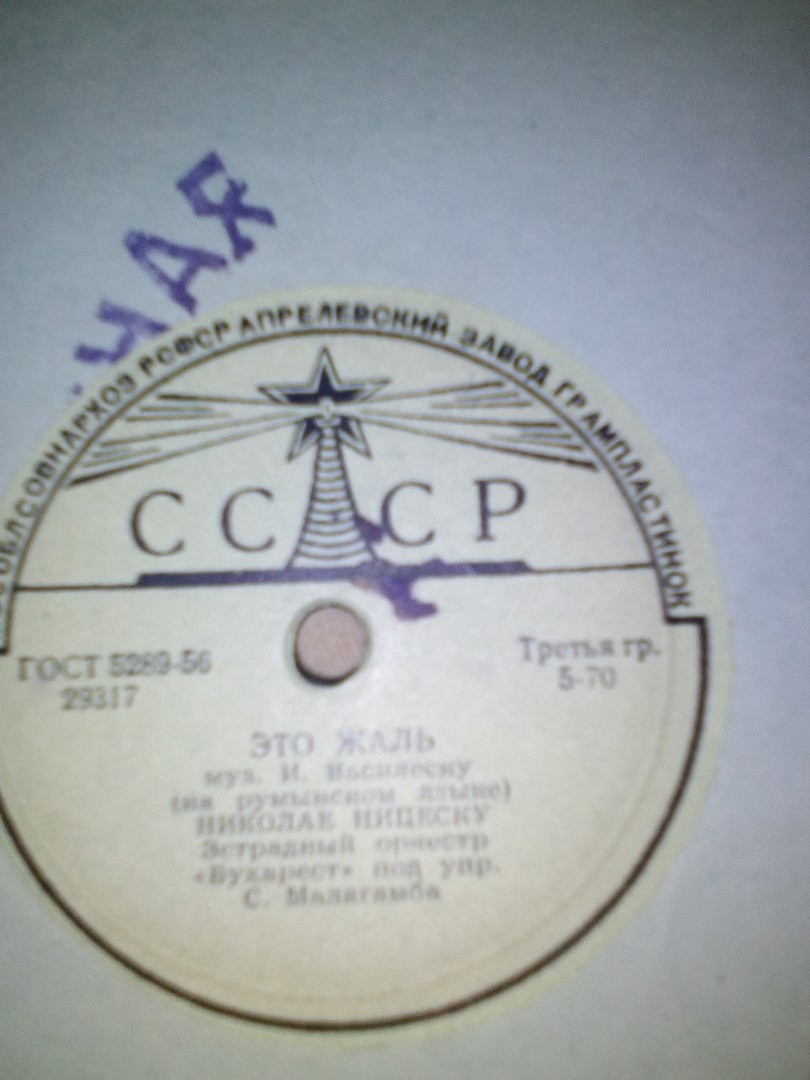 ЧАЯ
ОБЛСОВНАРХОЗ РСФСР АПРЕЛЕВСКИЙ ЗАВОД ГРАМПЛАСТИНОК
СССР
ГОСТ 5289-56
29317
Третья гр.
5-70
ЭТО ЖАЛЬ
муз. И. Василеску
(на румынском языке)
НИКОЛАЕ НИЦЕСКУ
Эстрадный оркестр
«Букарест» под упр.
С. Малагамба